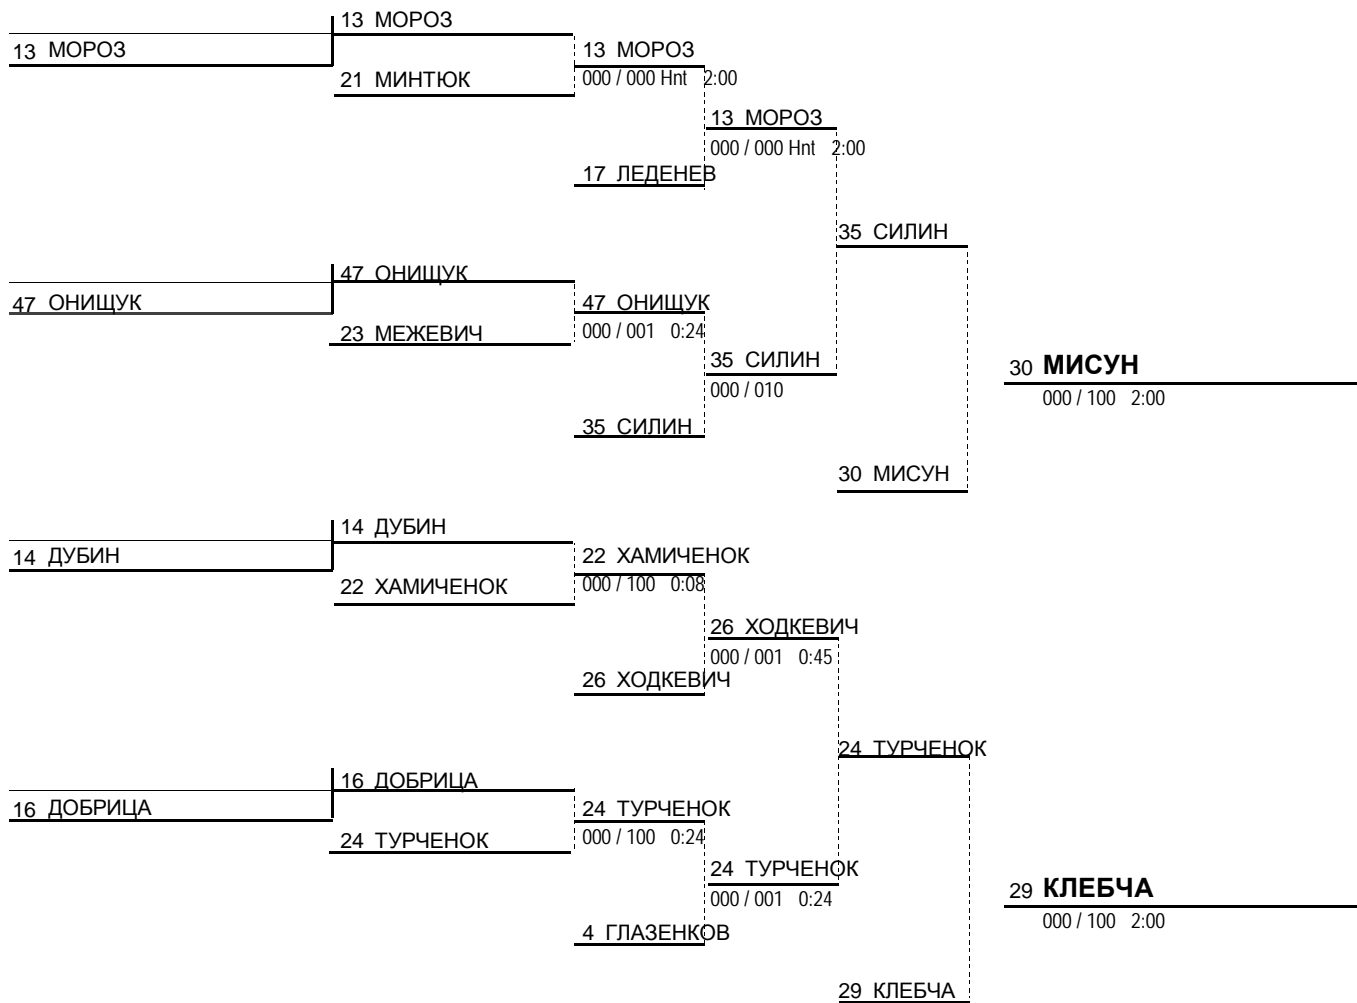 13 МОРОЗ
13 МОРОЗ
13 МОРОЗ
21 МИНТЮК
000 / 000 Hnt 2:00
13 МОРОЗ
000 / 000 Hnt 2:00
17 ЛЕДЕНЕВ
35 СИЛИН
47 ОНИЩУК
47 ОНИЩУК
47 ОНИЩУК
23 МЕЖЕВИЧ
000 / 001 0:24
35 СИЛИН
30 МИСУН
000 / 010
000 / 100 2:00
35 СИЛИН
30 МИСУН
14 ДУБИН
14 ДУБИН
22 ХАМИЧЕНОК
22 ХАМИЧЕНОК
000 / 100 0:08
26 ХОДКЕВИЧ
000 / 001 0:45
26 ХОДКЕВИЧ
24 ТУРЧЕНОК
16 ДОБРИЦА
16 ДОБРИЦА
24 ТУРЧЕНОК
24 ТУРЧЕНОК
000 / 100 0:24
24 ТУРЧЕНОК
29 КЛЕБЧА
000 / 001 0:24
000 / 100 2:00
4 ГЛАЗЕНКОВ
29 КЛЕБЧА